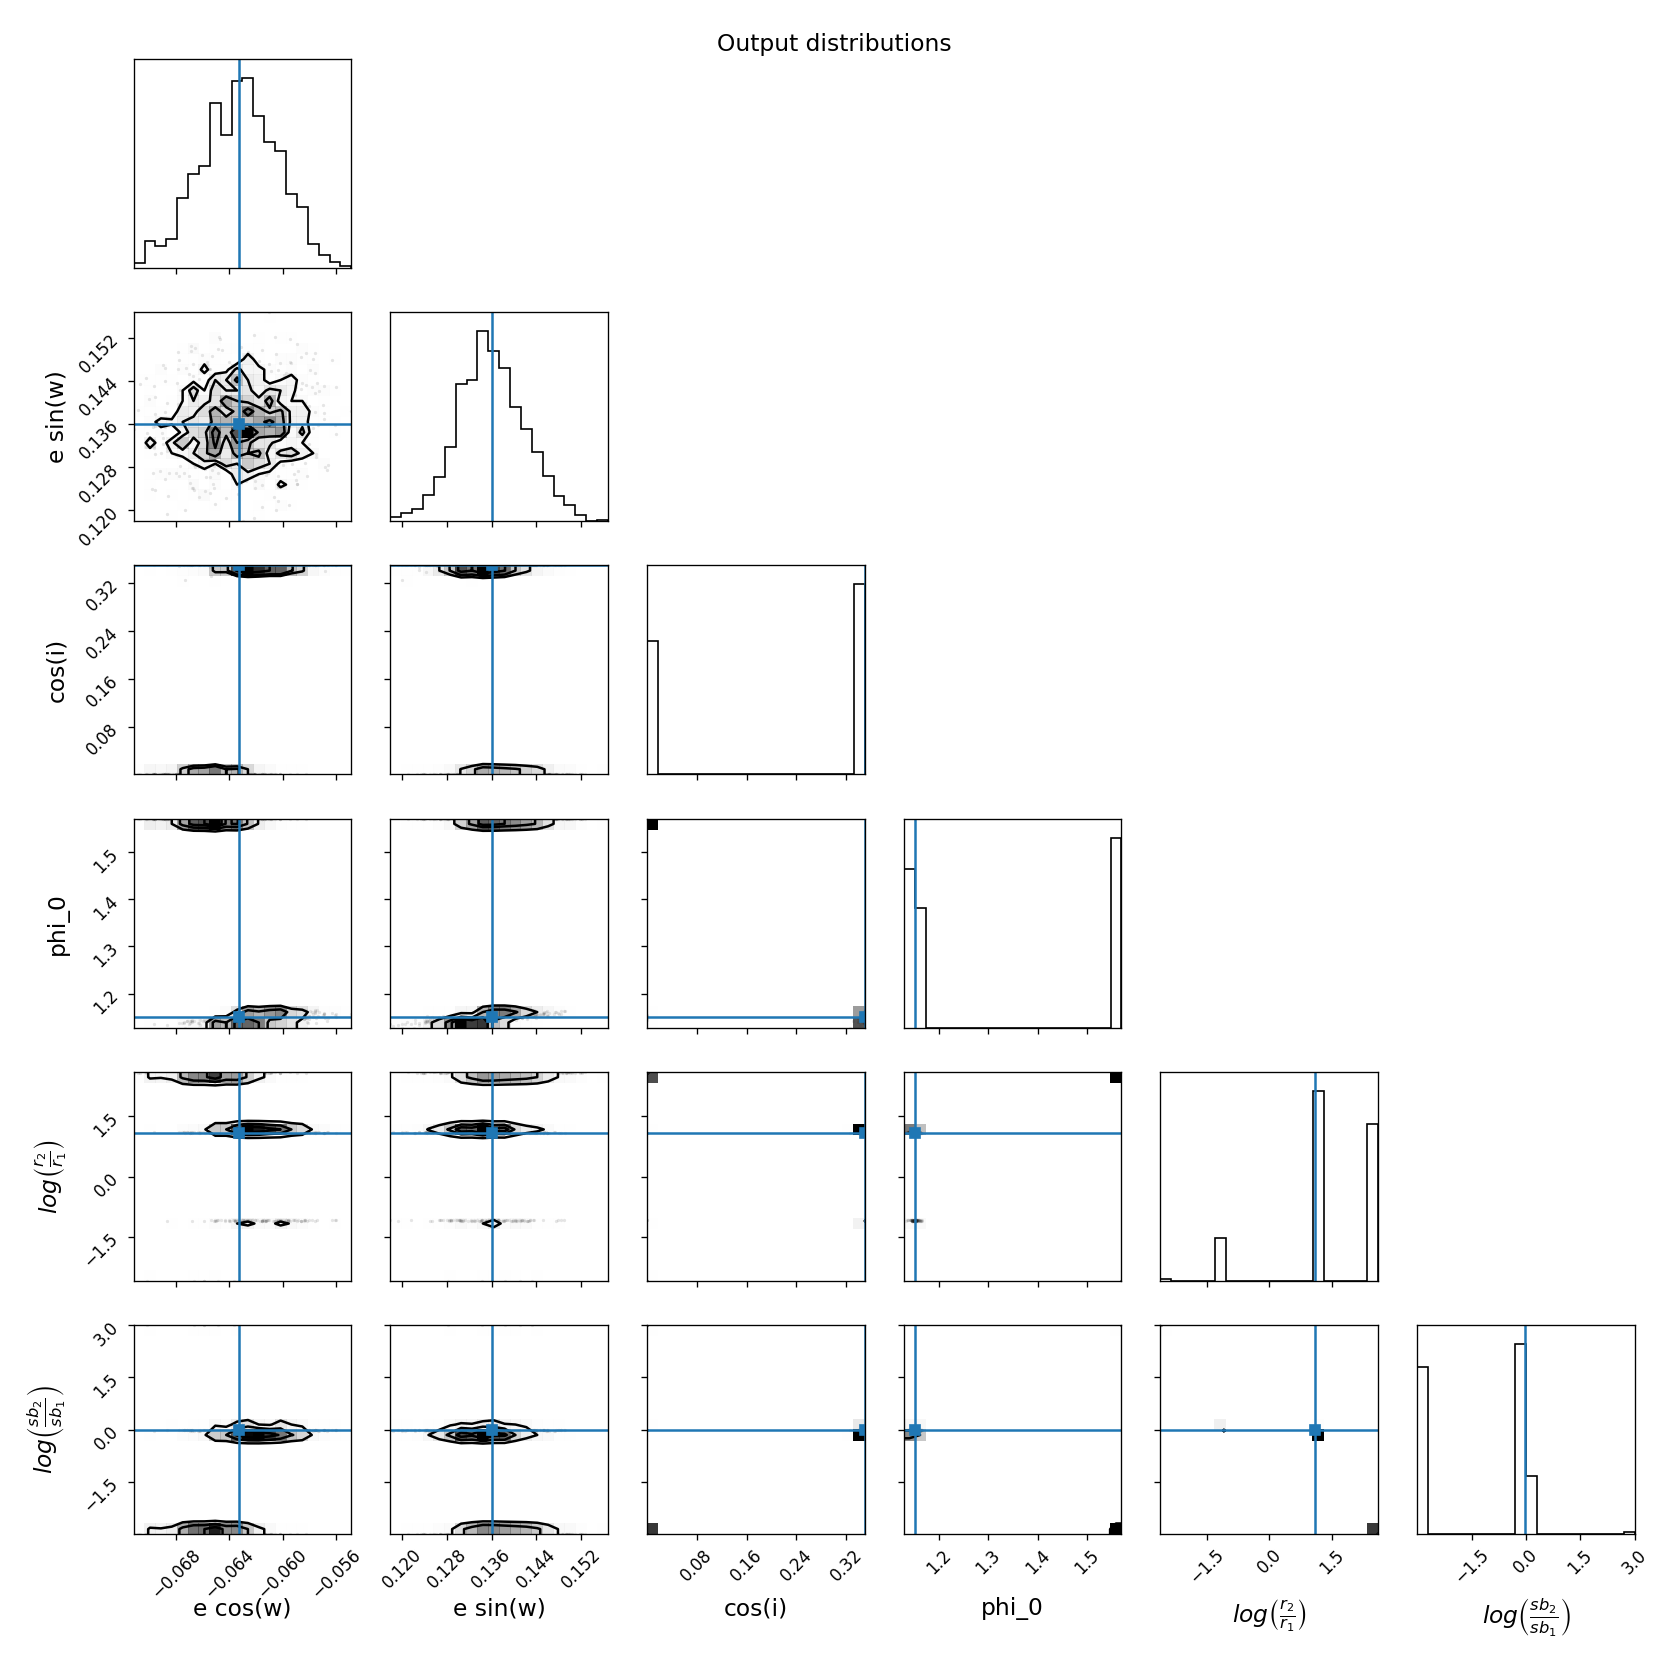 Output distributions
e sin(w)
0.152
0.144
0.136
0.128
0.120
cos(i)
0.32
0.24
0.16
0.08
phi_0
1.5
1.4
1.3
1.2
log(r₂/r₁)
1.5
0.0
−1.5
log(sb₂/sb₁)
3.0
1.5
0.0
−1.5
−0.068 −0.064 −0.060 −0.056
0.120 0.128 0.136 0.144 0.152
0.08 0.16 0.24 0.32
1.2 1.3 1.4 1.5
−1.5 0.0 1.5
−1.5 0.0 1.5 3.0
e cos(w)
e sin(w)
cos(i)
phi_0
log(r₂/r₁)
log(sb₂/sb₁)